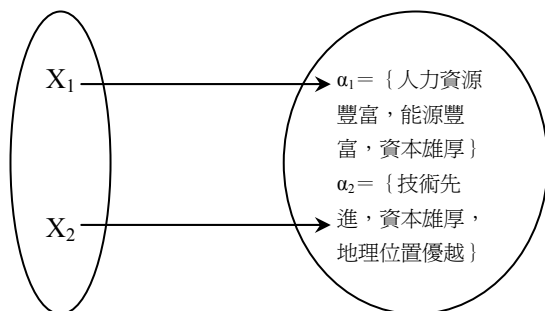 X₁
X₂
α₁＝｛人力資源
豐富，能源豐
富，資本雄厚｝
α₂＝｛技術先
進，資本雄厚，
地理位置優越｝